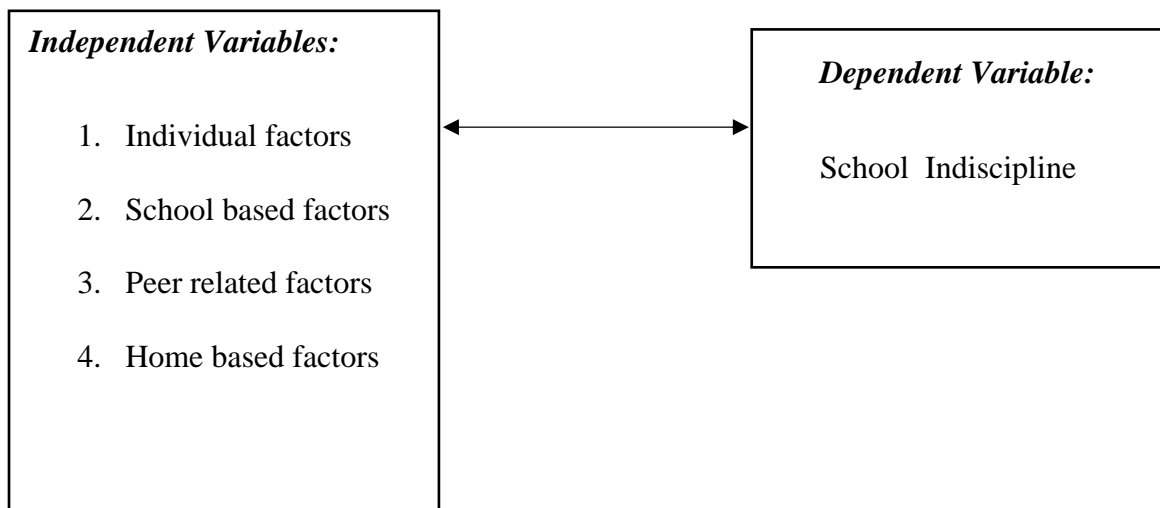 Independent Variables:
1. Individual factors
2. School based factors
3. Peer related factors
4. Home based factors
Dependent Variable:
School Indiscipline